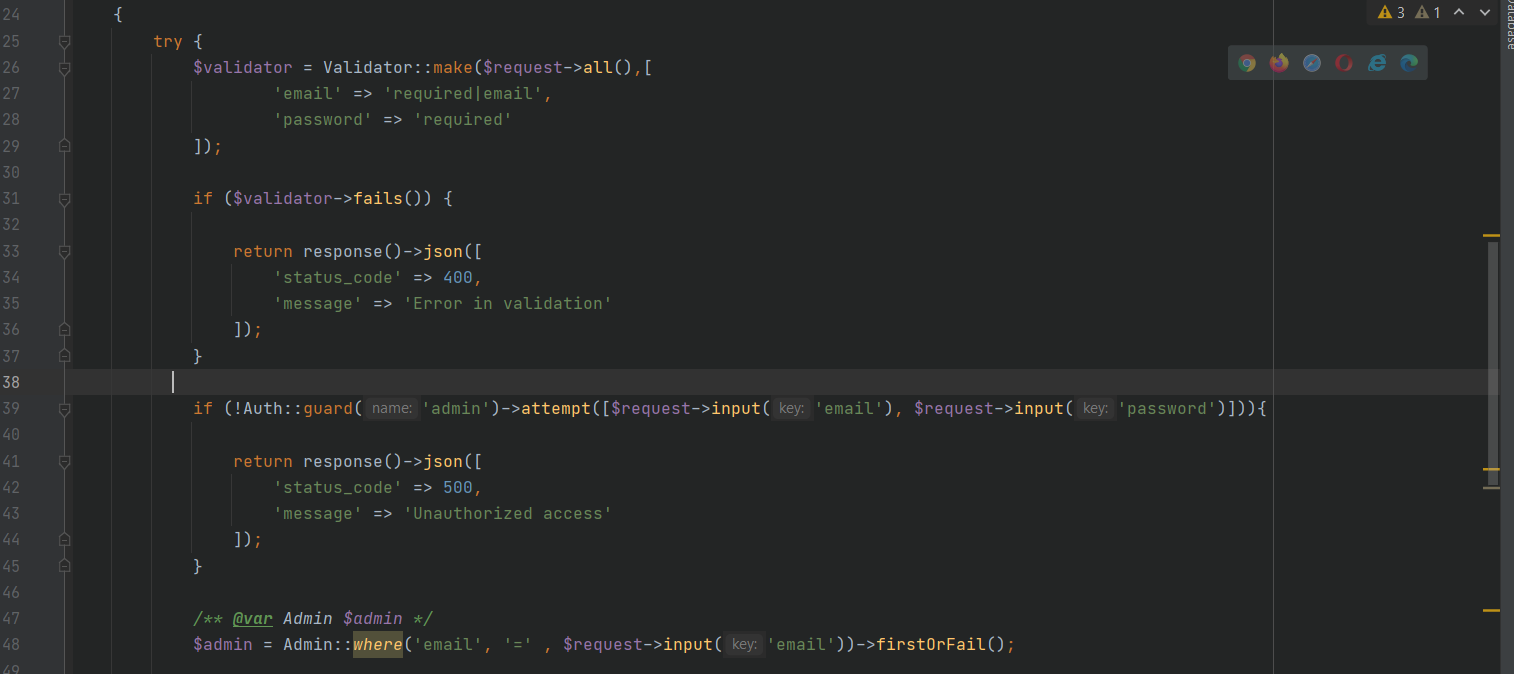 24 {
25 try {
26 $validator = Validator::make($request->all(),[
27 'email' => 'required|email',
28 'password' => 'required'
29 ]);
30
31 if ($validator->fails()) {
32
33 return response()->json([
34 'status_code' => 400,
35 'message' => 'Error in validation'
36 ]);
37 }
38
39 if (!Auth::guard( name: 'admin')->attempt([$request->input( key: 'email'), $request->input( key: 'password')])){
40
41 return response()->json([
42 'status_code' => 500,
43 'message' => 'Unauthorized access'
44 ]);
45 }
46
47 /** @var Admin $admin */
48 $admin = Admin::where('email', '=' , $request->input( key: 'email'))->firstOrFail();
49
3 1
Database